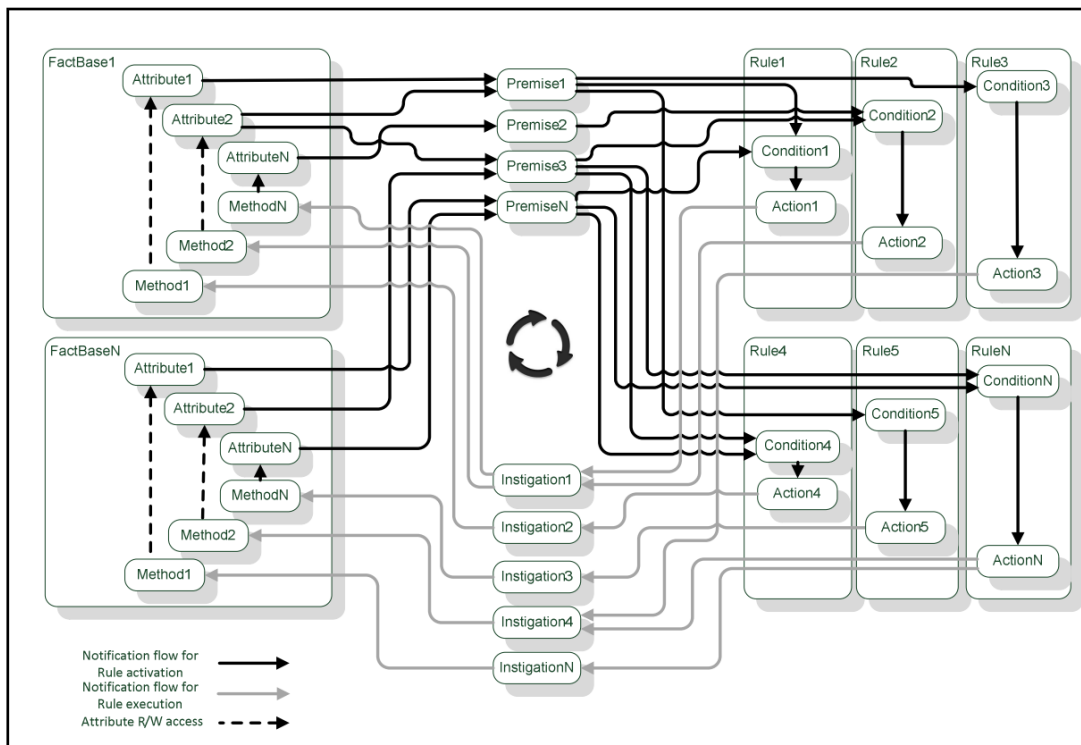 FactBase1
Attribute1
Attribute2
AttributeN
MethodN
Method2
Method1
Premise1
Premise2
Premise3
PremiseN
Rule1
Condition1
Action1
Rule2
Condition2
Action2
Rule3
Condition3
Action3
FactBaseN
Attribute1
Attribute2
AttributeN
MethodN
Method2
Method1
Instigation1
Instigation2
Instigation3
Instigation4
InstigationN
Rule4
Condition4
Action4
Rule5
Condition5
Action5
RuleN
ConditionN
ActionN
Notification flow for
Rule activation
Notification flow for
Rule execution
Attribute R/W access